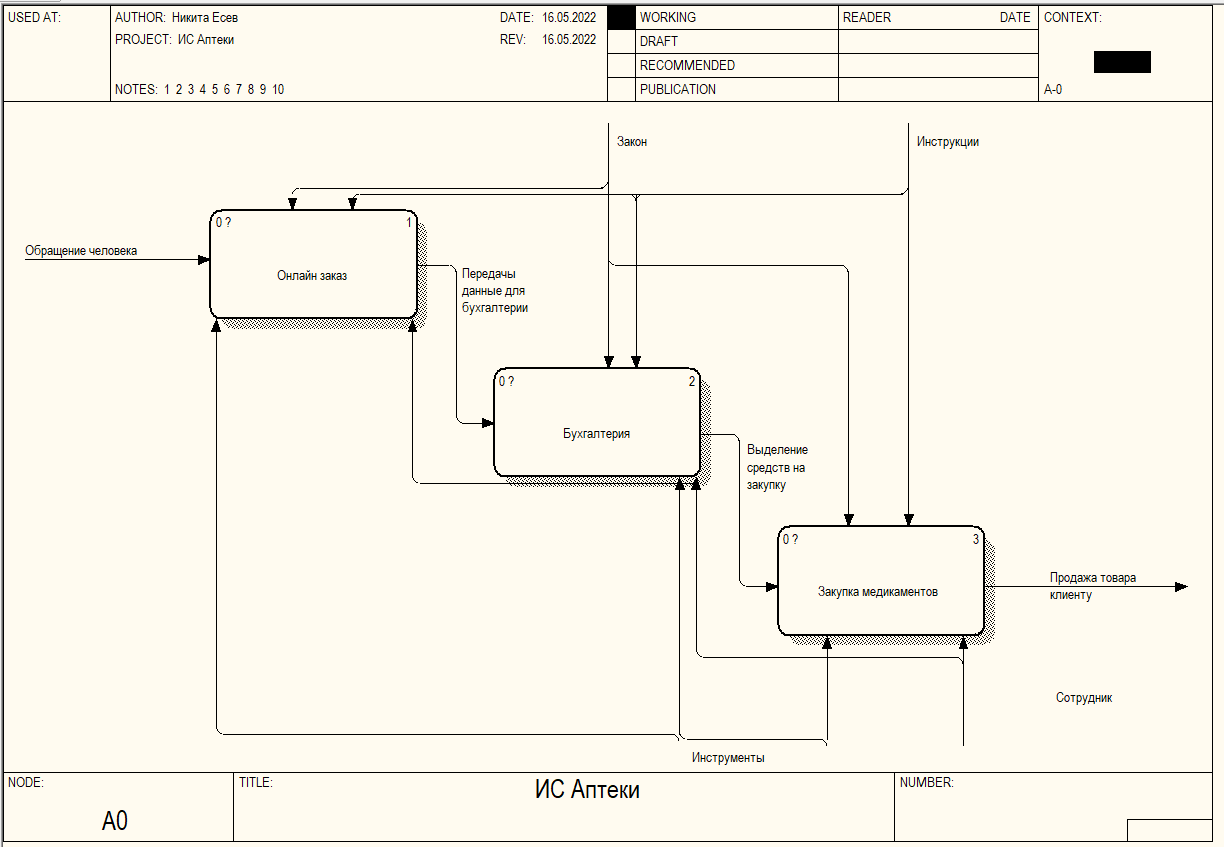 USED AT:
AUTHOR: Никита Есев
DATE: 16.05.2022
PROJECT: ИС Аптеки
REV: 16.05.2022
NOTES: 1 2 3 4 5 6 7 8 9 10
WORKING
DRAFT
RECOMMENDED
PUBLICATION
READER DATE
CONTEXT:
A-0
Закон
Инструкции
Обращение человека
0 ? 1
Онлайн заказ
Передачы
данные для
бухгалтерии
0 ? 2
Бухгалтерия
Выделение
средств на
закупку
0 ? 3
Закупка медикаментов
Продажа товара
клиенту
Сотрудник
Инструменты
NODE:
A0
TITLE:
ИС Аптеки
NUMBER: